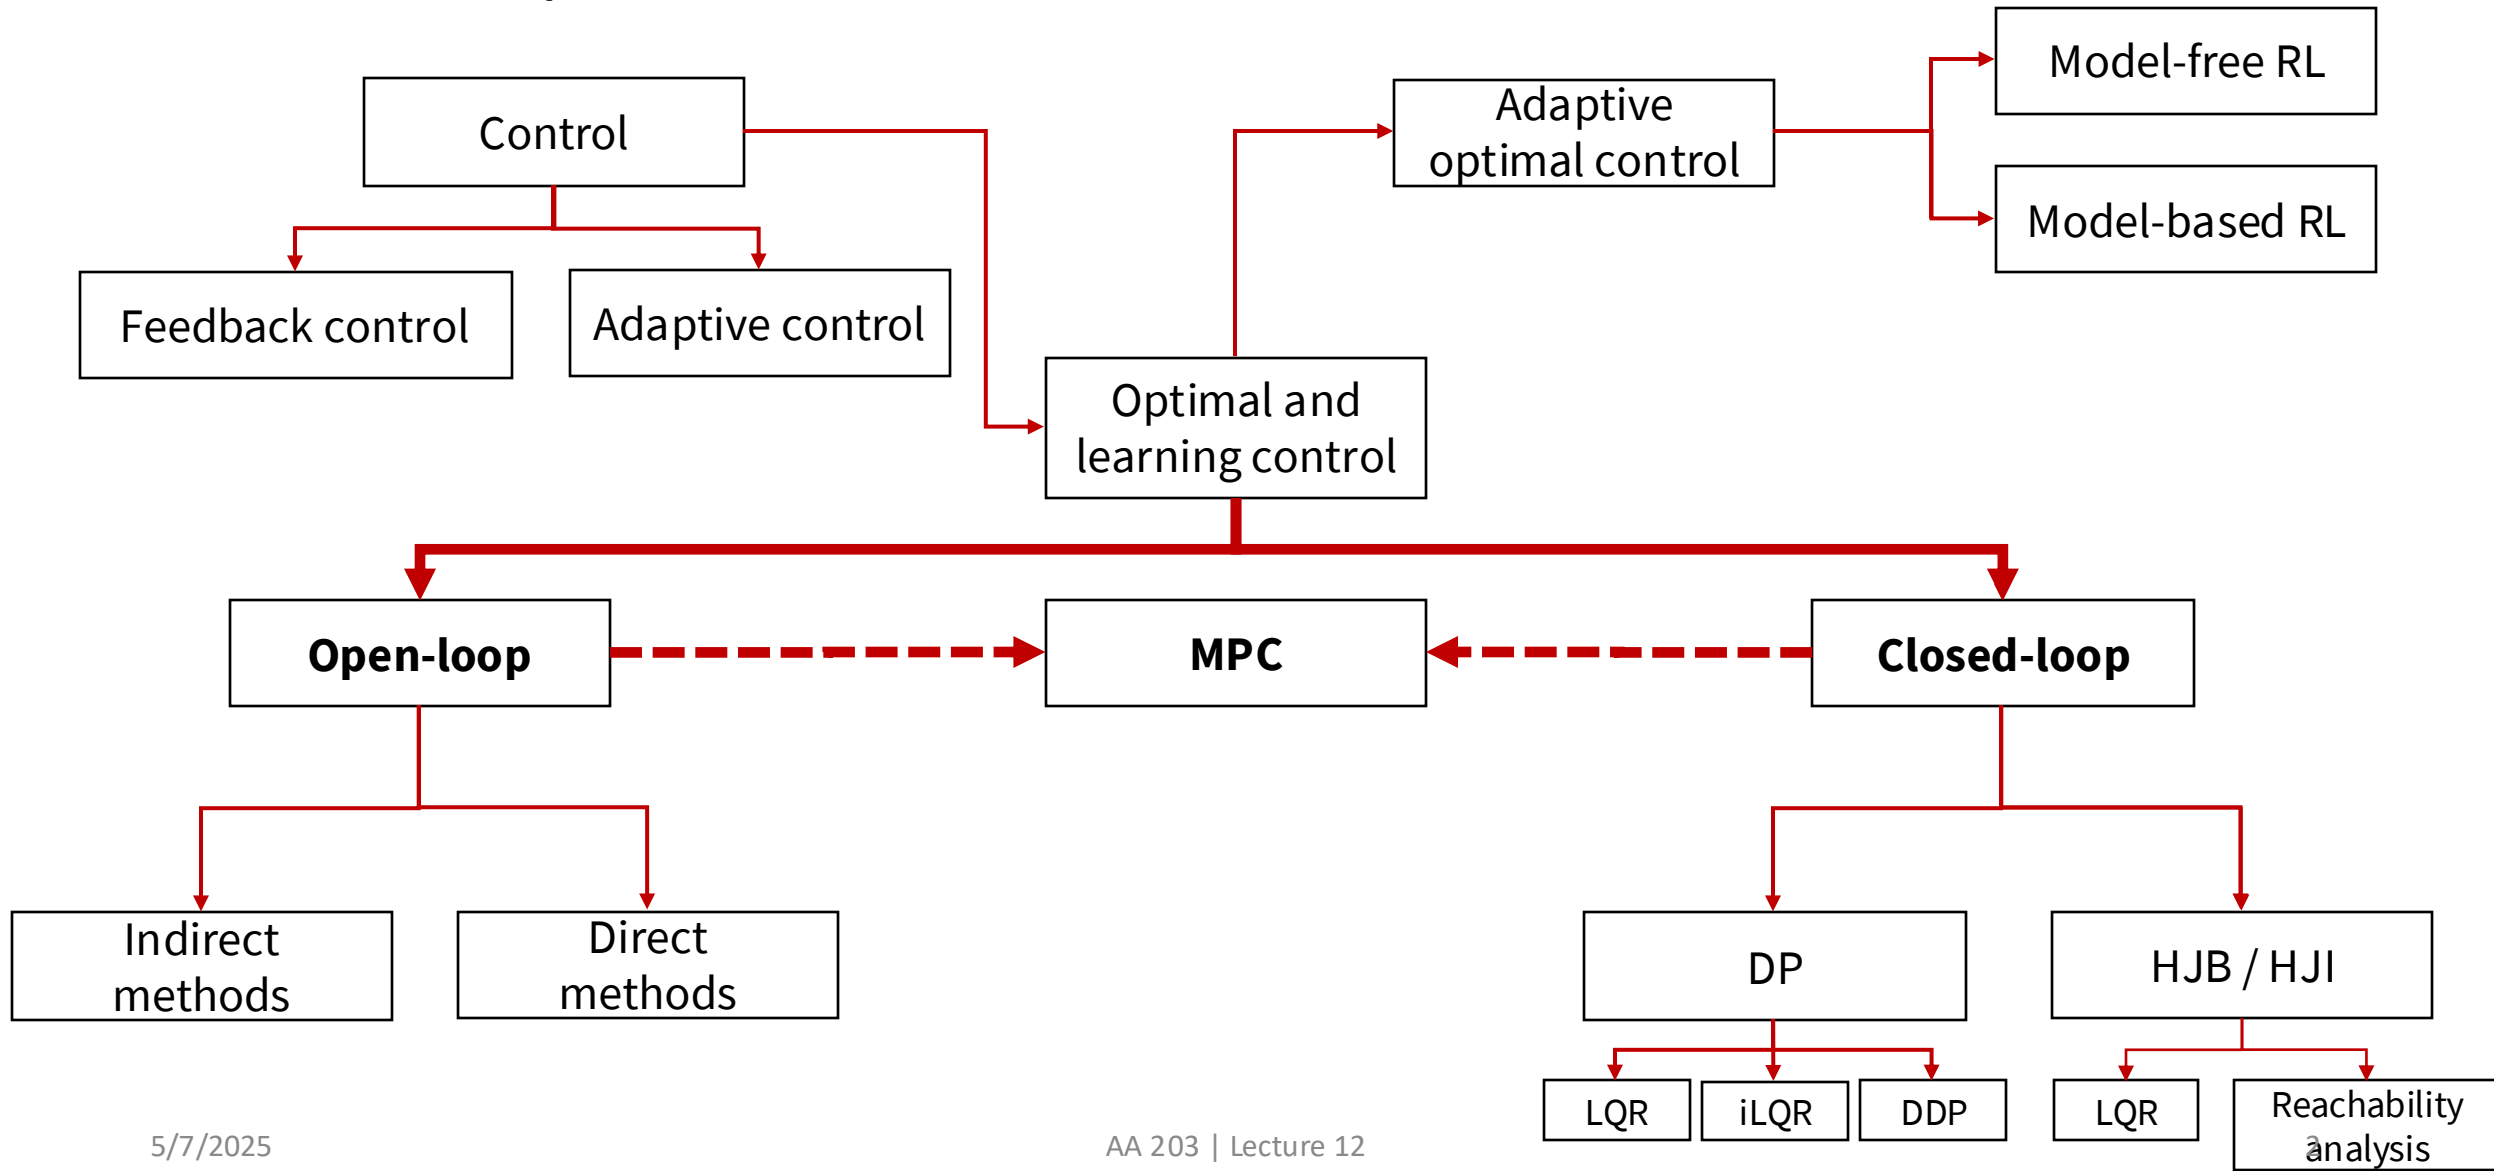 Model-free RL
Control
Adaptive
optimal control
Model-based RL
Feedback control
Adaptive control
Optimal and
learning control
Open-loop
MPC
Closed-loop
Indirect
methods
Direct
methods
DP
HJB / HJI
LQR
iLQR
DDP
LQR
Reachability
analysis
5/7/2025
AA 203 | Lecture 12
2